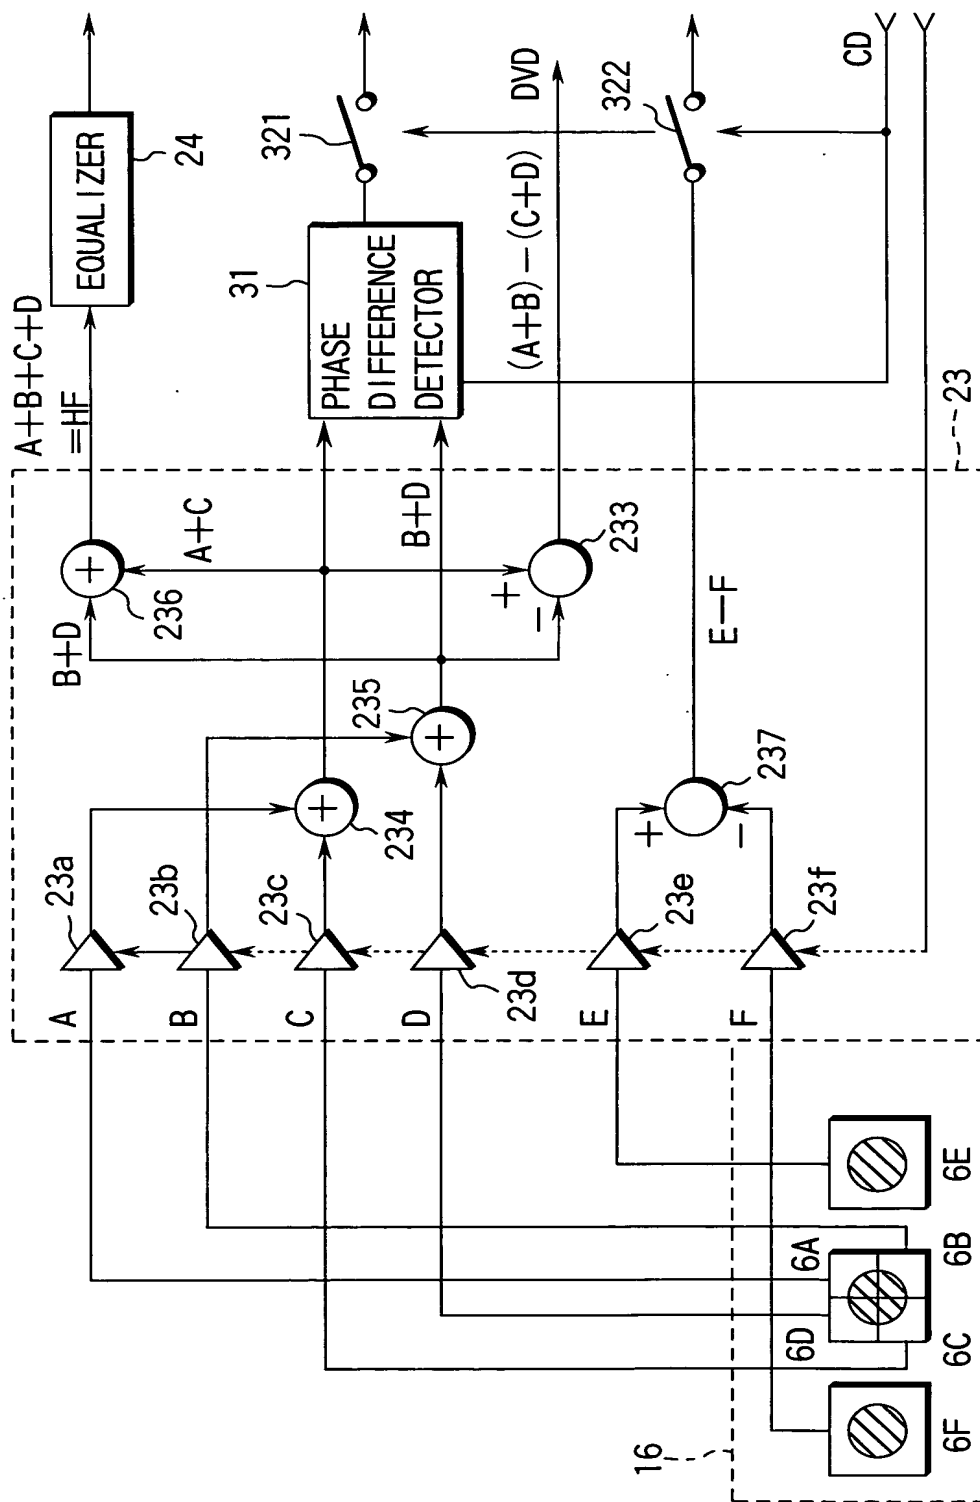 A+B+C+D
=HF
EQUALIZER
24
B+D
236
A+C
321
31
PHASE
DIFFERENCE
DETECTOR
B+D
(A+B)−(C+D)
DVD
322
CD
233
+
−
E−F
23
235
234
237
+
−
+
+
+
23a
23b
23c
23d
23e
23f
A
B
C
D
E
F
16
6F
6D
6A
6C
6B
6E